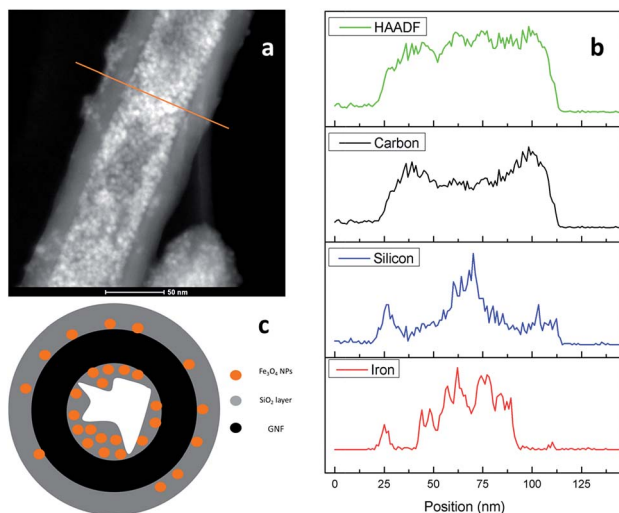 a
50 nm
b
HAADF
Carbon
Silicon
Iron
0 25 50 75 100 125
Position (nm)
c
Fe₃O₄ NPs
SiO₂ layer
GNF